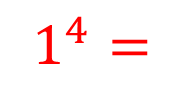 1⁴ =